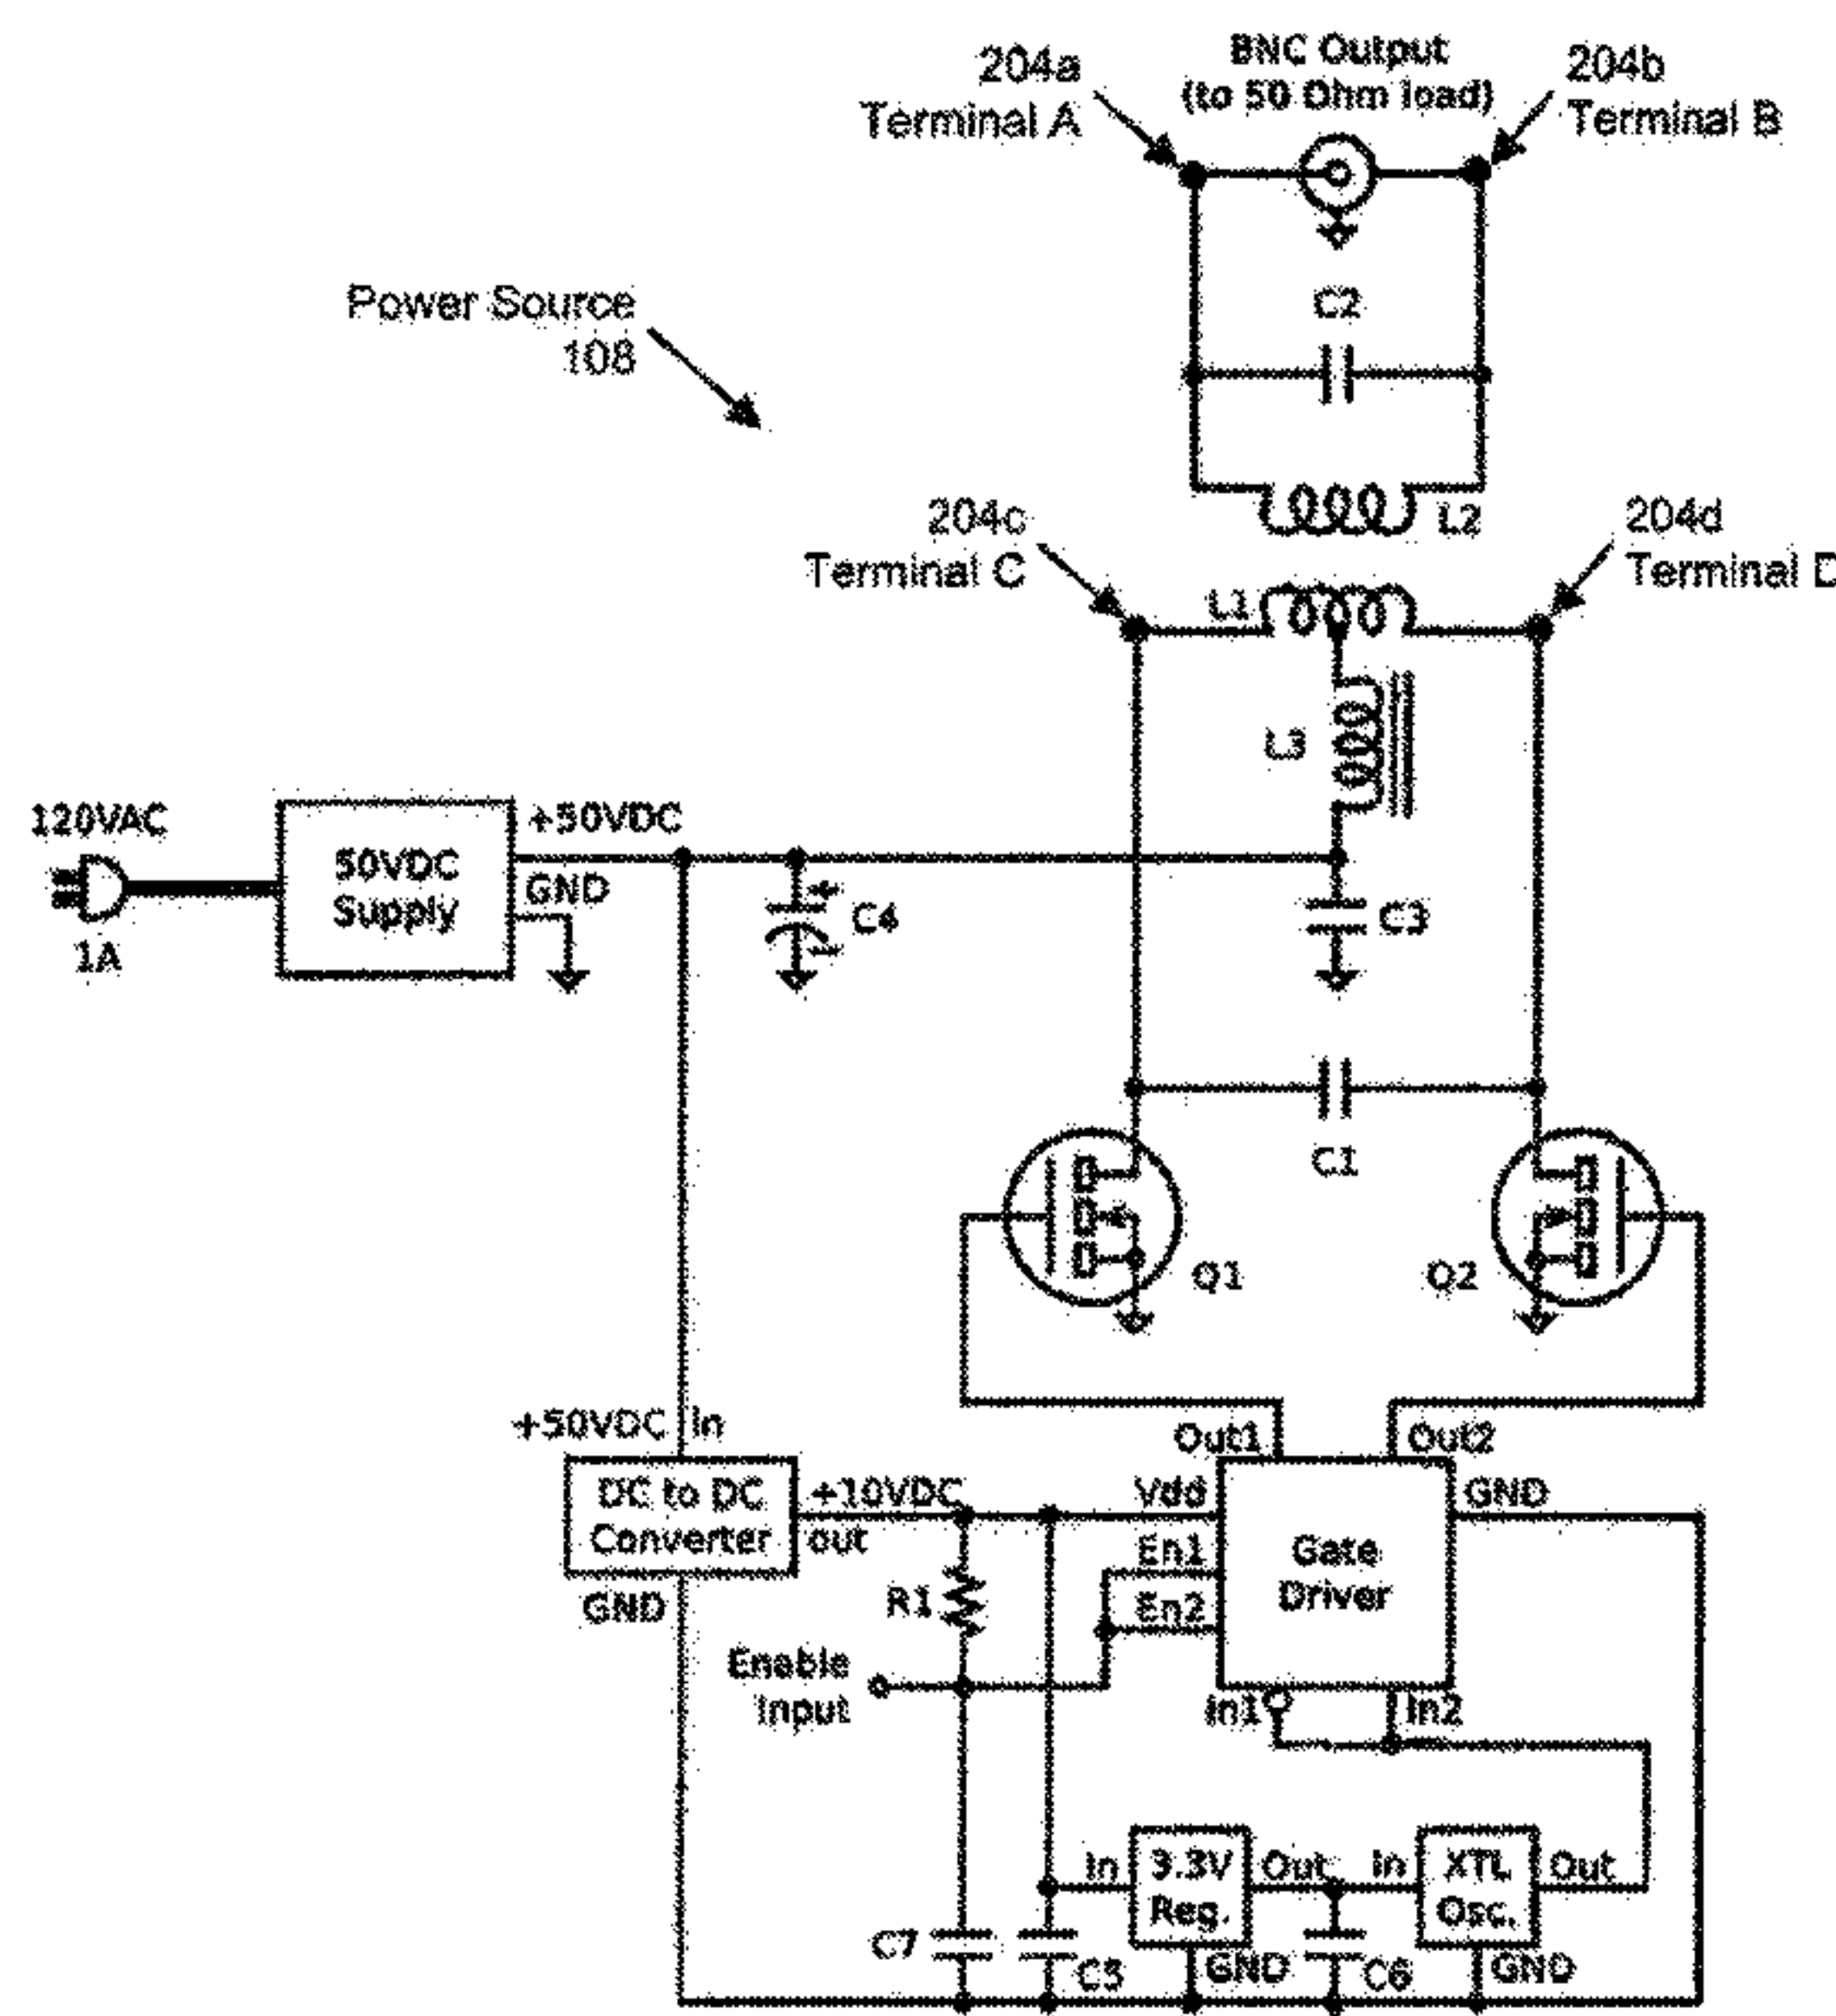 204a
Terminal A
BNC Output
(to 50 Ohm load)
204b
Terminal B
C2
Power Source
108
L2
204c
Terminal C
204d
Terminal D
L1
L3
120VAC
1A
50VDC
Supply
+50VDC
GND
C4
C3
C1
Q1
Q2
+50VDC In
DC to DC
Converter
+10VDC
out
GND
Out1
Out2
Vdd
En1
En2
Gate
Driver
GND
R1
Enable
Input
In1
In2
In
3.3V
Reg.
Out
In
XTL
Osc.
Out
C7
C5
GND
C6
GND